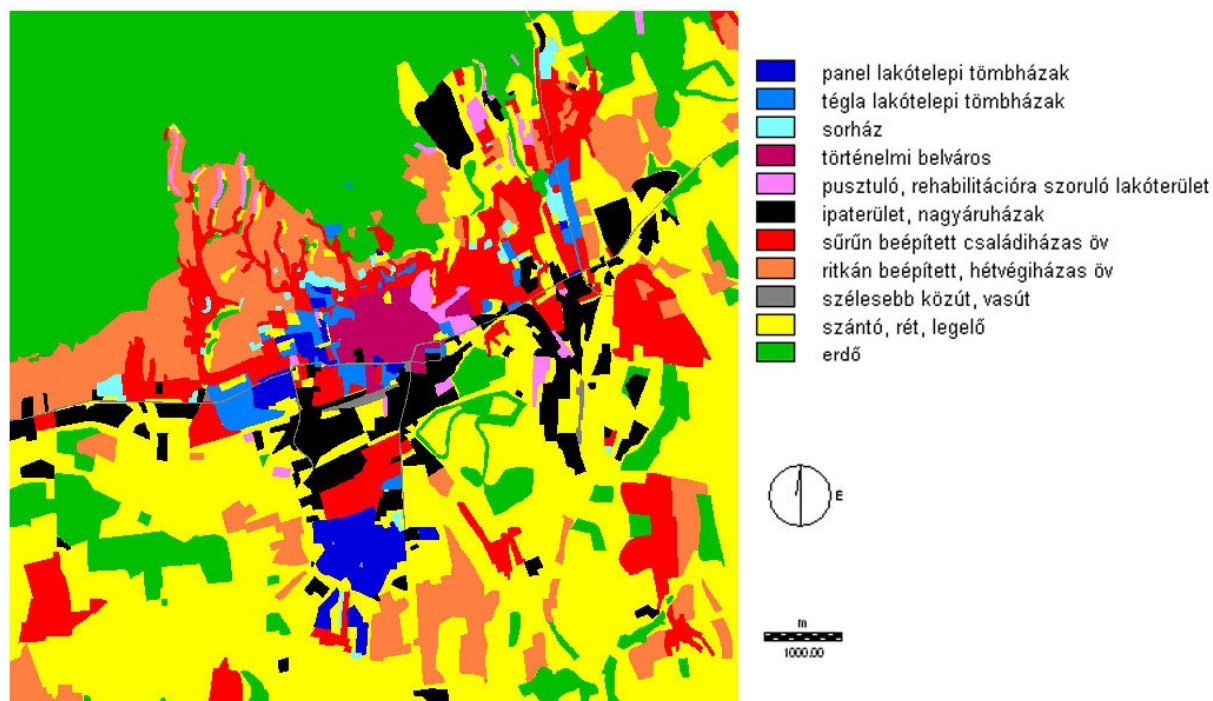 panel lakótelepi tömbházak
tégla lakótelepi tömbházak
sorház
történelmi belváros
pusztuló, rehabilitációra szoruló lakóterület
ipaterület, nagyáruházak
sűrűn beépített családiházas öv
ritkán beépített, hétvégiházas öv
szélesebb közút, vasút
szántó, rét, legelő
erdő
E
m
1000.00